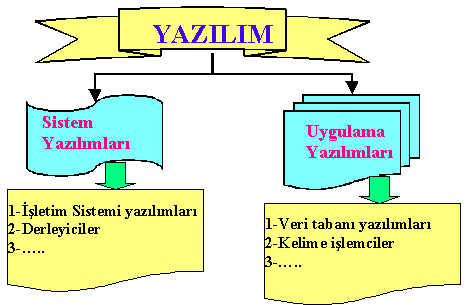 YAZILIM
Sistem
Yazılımları
Uygulama
Yazılımları
1-İşletim Sistemi yazılımları
2-Derleyiciler
3-…..
1-Veri tabanı yazılımları
2-Kelime işlemciler
3-…..